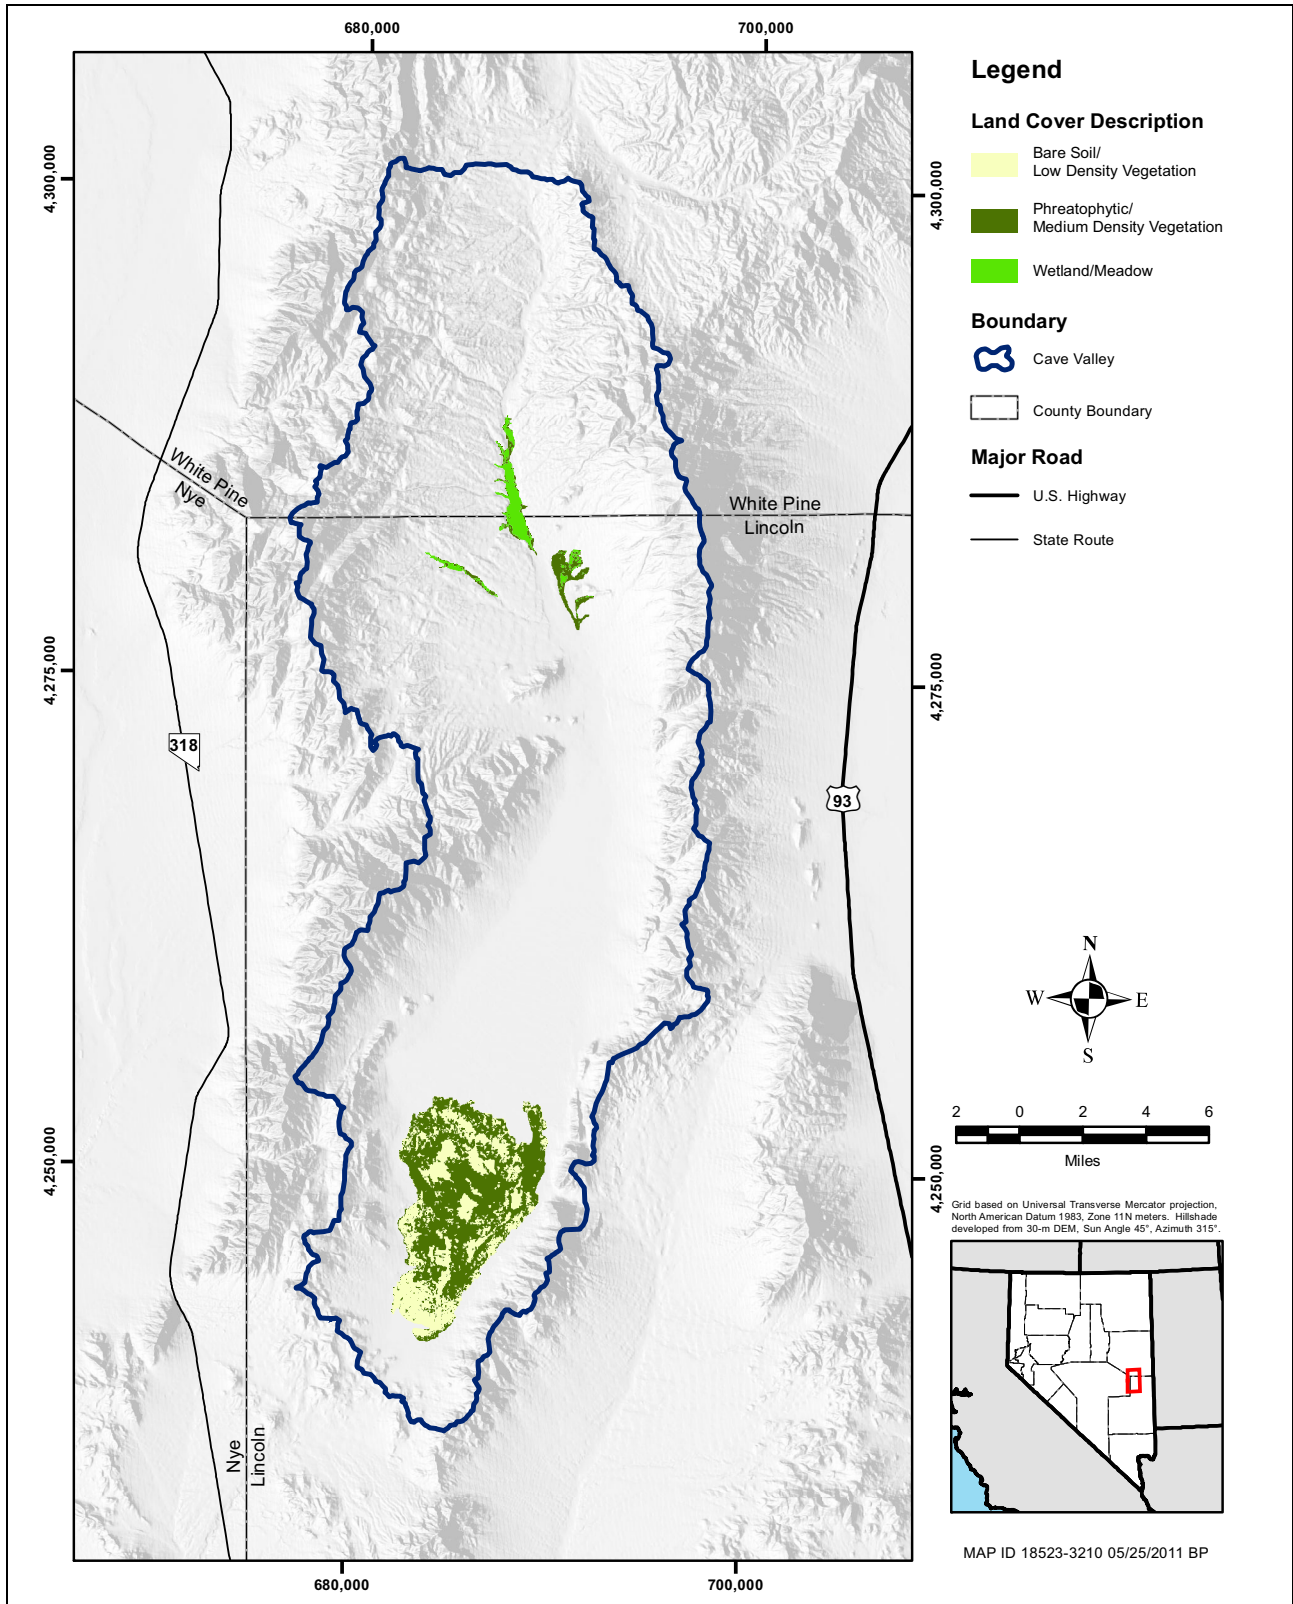 680,000
700,000
4,300,000
4,300,000
4,275,000
4,275,000
4,250,000
4,250,000
680,000
700,000
White Pine
Nye
White Pine
Lincoln
318
93
Nye
Lincoln
Legend
Land Cover Description
Bare Soil/
Low Density Vegetation
Phreatophytic/
Medium Density Vegetation
Wetland/Meadow
Boundary
Cave Valley
County Boundary
Major Road
U.S. Highway
State Route
N
W
E
S
2 0 2 4 6
Miles
Grid based on Universal Transverse Mercator projection,
North American Datum 1983, Zone 11N meters. Hillshade
developed from 30-m DEM, Sun Angle 45°, Azimuth 315°.
MAP ID 18523-3210 05/25/2011 BP